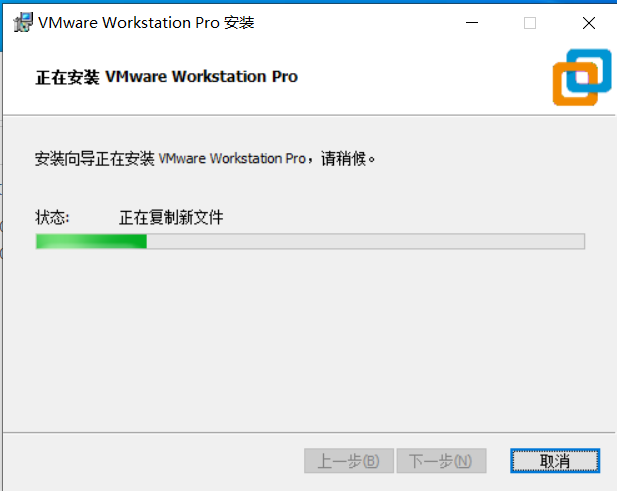 VMware Workstation Pro 安装
正在安装 VMware Workstation Pro
安装向导正在安装 VMware Workstation Pro，请稍候。
状态: 正在复制新文件
上一步(B) 下一步(N) 取消